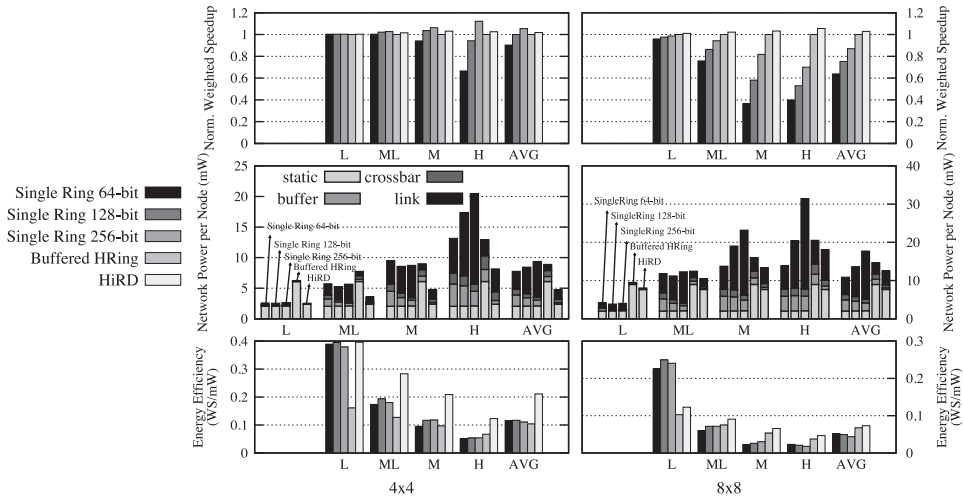 Single Ring 64-bit
Single Ring 128-bit
Single Ring 256-bit
Buffered HRing
HiRD
Norm. Weighted Speedup
1.2
1
0.8
0.6
0.4
0.2
0
L ML M H AVG
Norm. Weighted Speedup
1.2
1
0.8
0.6
0.4
0.2
0
L ML M H AVG
Network Power per Node (mW)
25
20
15
10
5
0
static crossbar
buffer link
Single Ring 64-bit
Single Ring 128-bit
Single Ring 256-bit
Buffered HRing
HiRD
L ML M H AVG
Network Power per Node (mW)
40
30
20
10
0
SingleRing 64-bit
SingleRing 128-bit
SingleRing 256-bit
Buffered HRing
HiRD
L ML M H AVG
Energy Efficiency
(WS/mW)
0.4
0.3
0.2
0.1
0
L ML M H AVG
4x4
Energy Efficiency
(WS/mW)
0.3
0.2
0.1
0
L ML M H AVG
8x8